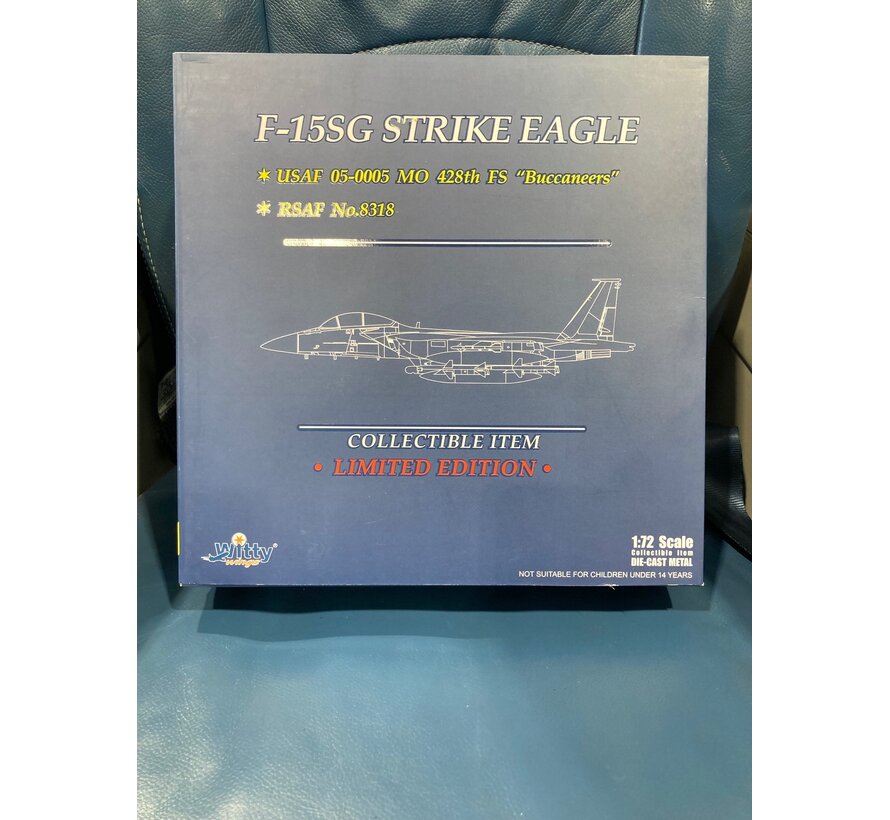 F-15SG STRIKE EAGLE
* USAF 05-0005 MO 428th FS "Buccaneers"
* RSAF No.8318
COLLECTIBLE ITEM
• LIMITED EDITION •
Witty®
wings
1:72 Scale
Collectible Item
DIE-CAST METAL
NOT SUITABLE FOR CHILDREN UNDER 14 YEARS